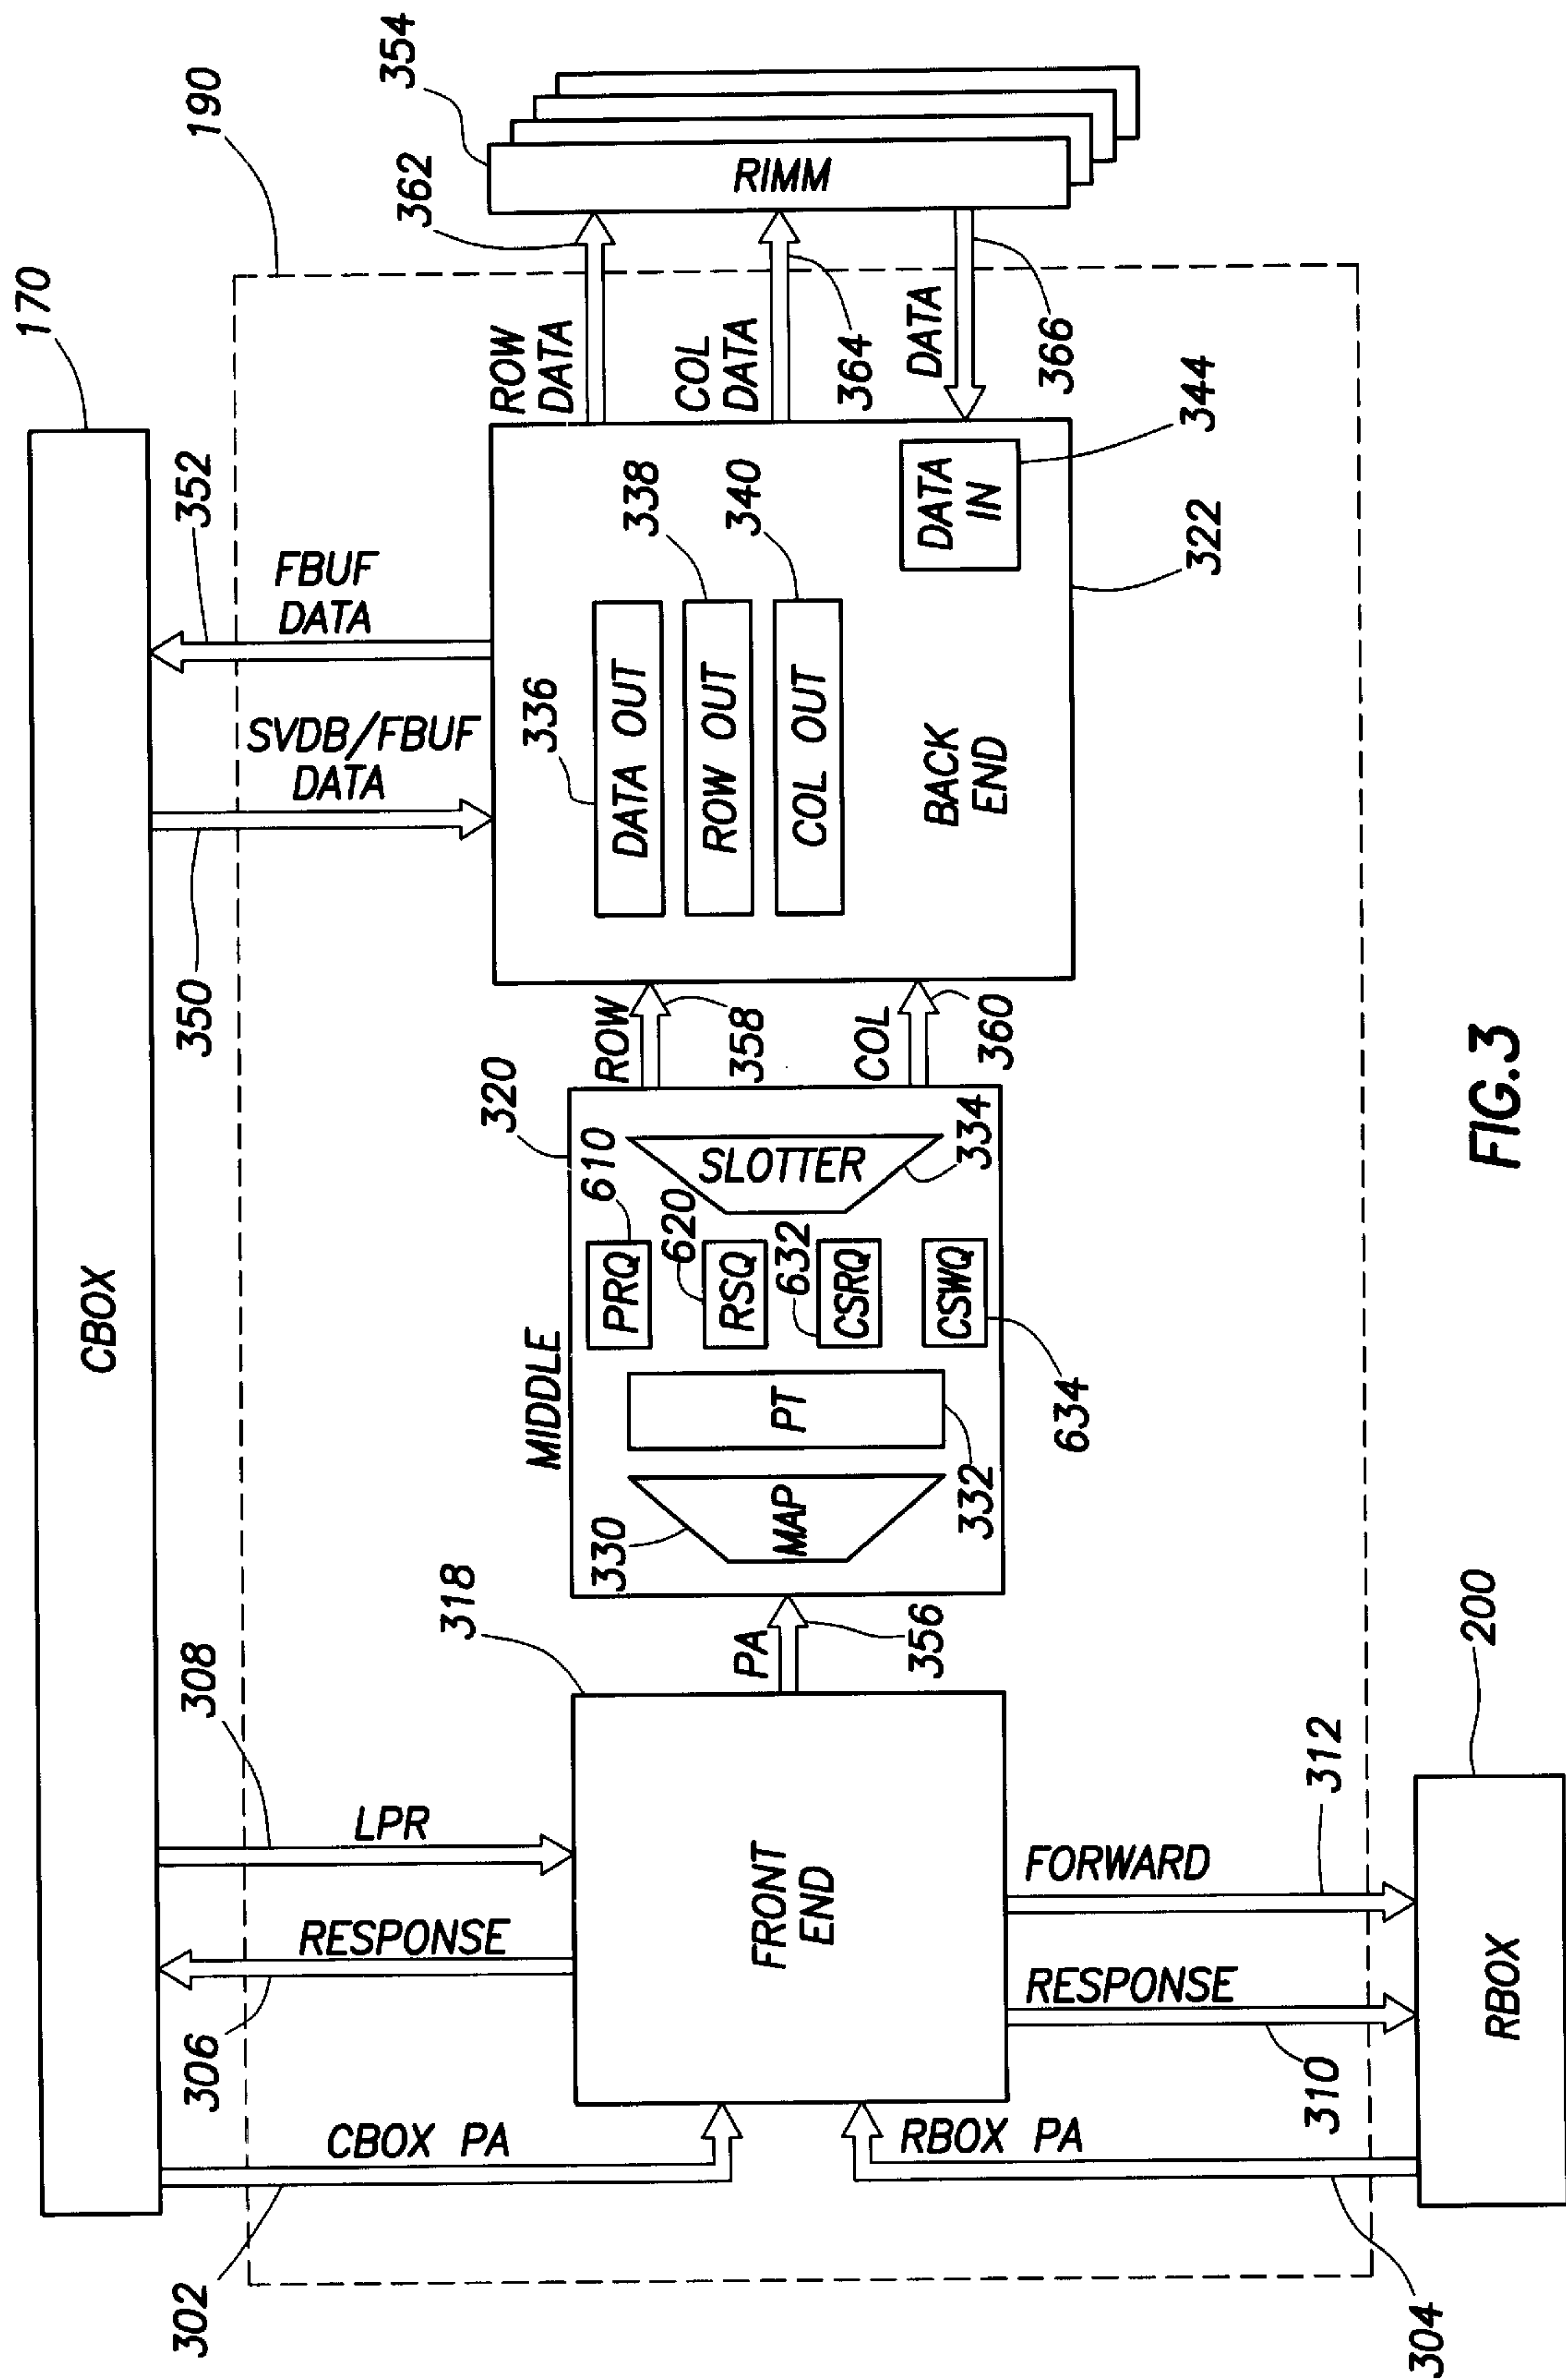 170
CBOX
190
302
CBOX PA
306
RESPONSE
308
LPR
350
SVDB/FBUF
DATA
352
FBUF
DATA
354
RIMM
318
FRONT
END
PA
356
MIDDLE
320
330
MAP
PT
332
PRQ
610
RSQ
620
CSRQ
632
CSWQ
634
SLOTTER
334
ROW
358
COL
360
336
DATA OUT
338
ROW OUT
340
COL OUT
BACK
END
DATA
IN
344
322
ROW
DATA
362
COL
DATA
364
DATA
366
RBOX PA
304
RESPONSE
310
FORWARD
312
RBOX
200
FIG.3